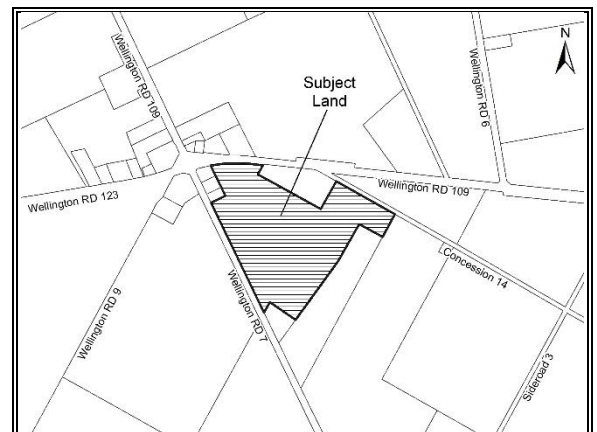 N
Wellington RD 109
Subject
Land
Wellington RD 6
Wellington RD 109
Wellington RD 123
Concession 14
Wellington RD 9
Wellington RD 7
Sideroad 3